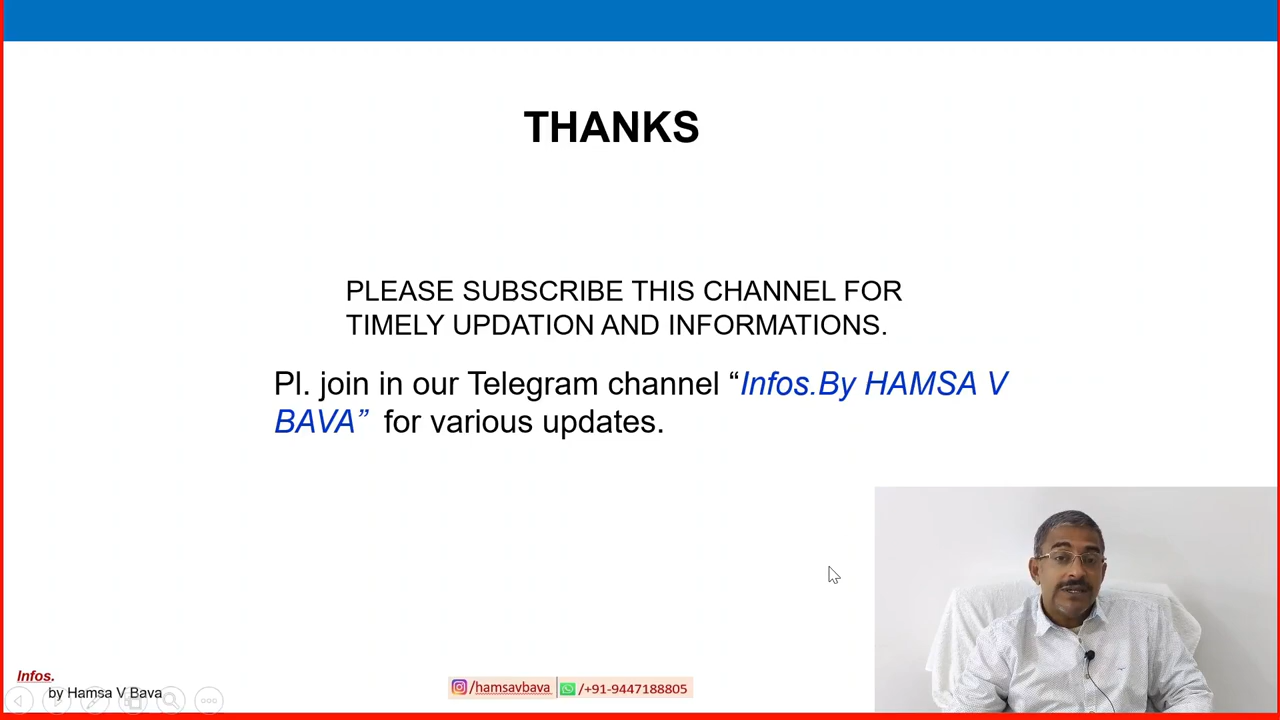 THANKS
PLEASE SUBSCRIBE THIS CHANNEL FOR
TIMELY UPDATION AND INFORMATIONS.
Pl. join in our Telegram channel “Infos.By HAMSA V
BAVA” for various updates.
Infos.
by Hamsa V Bava
/hamsavbava /+91-9447188805